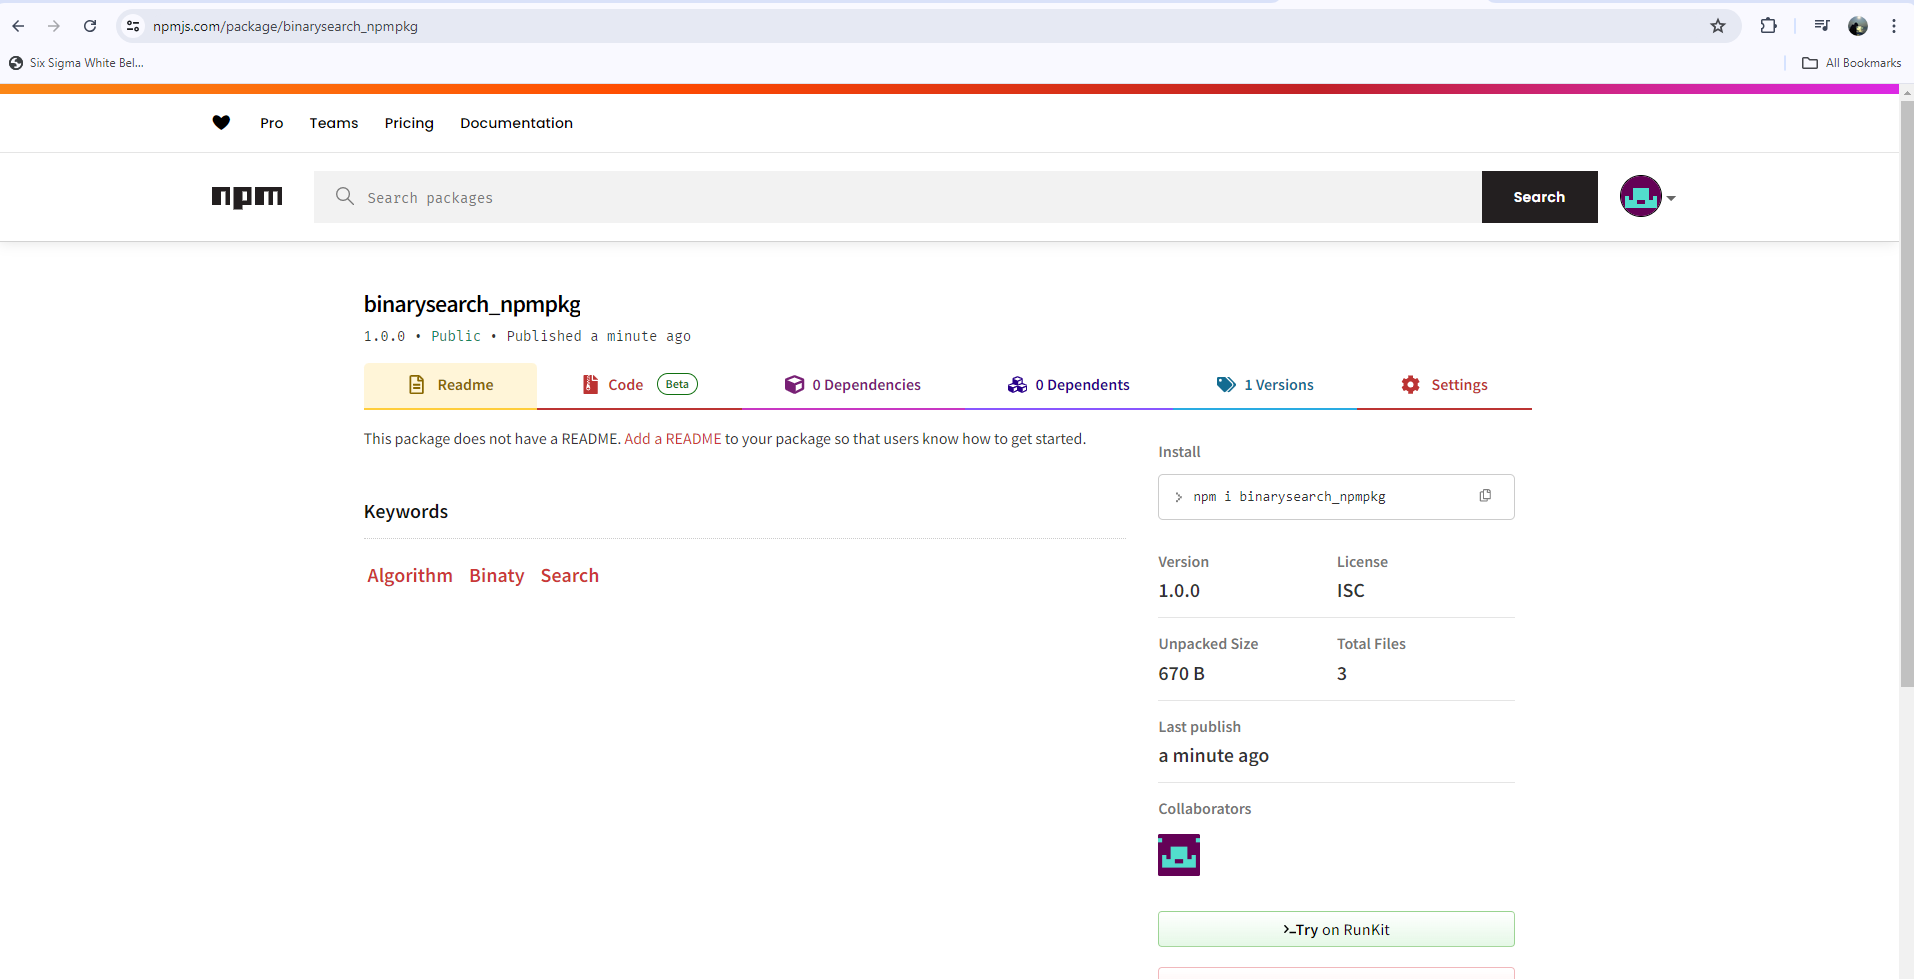 npmjs.com/package/binarysearch_npmpkg
Six Sigma White Bel...
All Bookmarks
Pro Teams Pricing Documentation
npm Search packages Search
binarysearch_npmpkg
1.0.0 • Public • Published a minute ago
Readme Code Beta 0 Dependencies 0 Dependents 1 Versions Settings
This package does not have a README. Add a README to your package so that users know how to get started.
Keywords
Algorithm Binaty Search
Install
> npm i binarysearch_npmpkg
Version License
1.0.0 ISC
Unpacked Size Total Files
670 B 3
Last publish
a minute ago
Collaborators
>_Try on RunKit